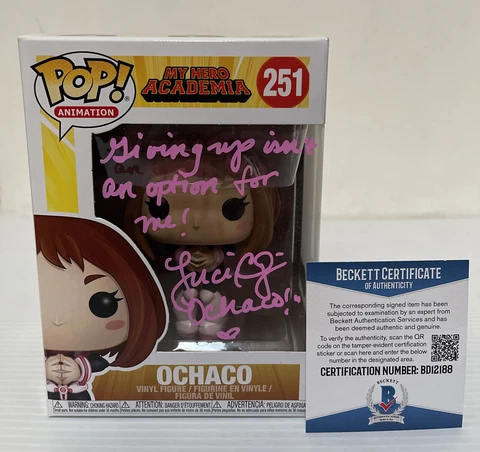 POP!
ANIMATION
MY HERO
ACADEMIA
251
Giving up isn't
an option for
me!
Ochaco!
OCHACO
VINYL FIGURE / FIGURINE EN VINYLE /
FIGURA DE VINIL
WARNING: CHOKING HAZARD
BECKETT CERTIFICATE
OF AUTHENTICITY
The corresponding signed item has been
subjected to examination by an expert from
Beckett Authentication Services and has
been deemed authentic and genuine.
To verify the authenticity, scan the QR
code on the tamper-evident certification
sticker or scan here and enter the below
number in the designated area.
CERTIFICATION NUMBER: BD12188
BECKETT
B